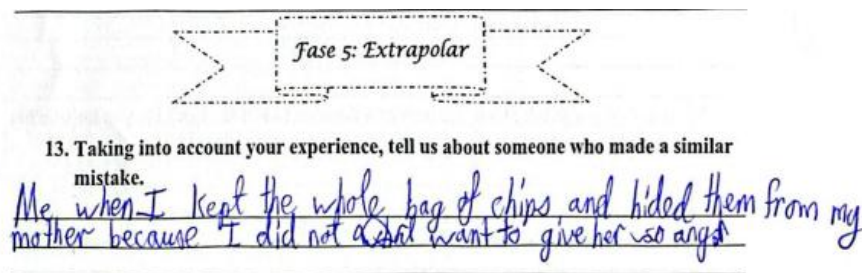 Fase 5: Extrapolar
13. Taking into account your experience, tell us about someone who made a similar
mistake.
Me when I kept the whole bag of chips and hided them from my
mother because I did not want to give her so